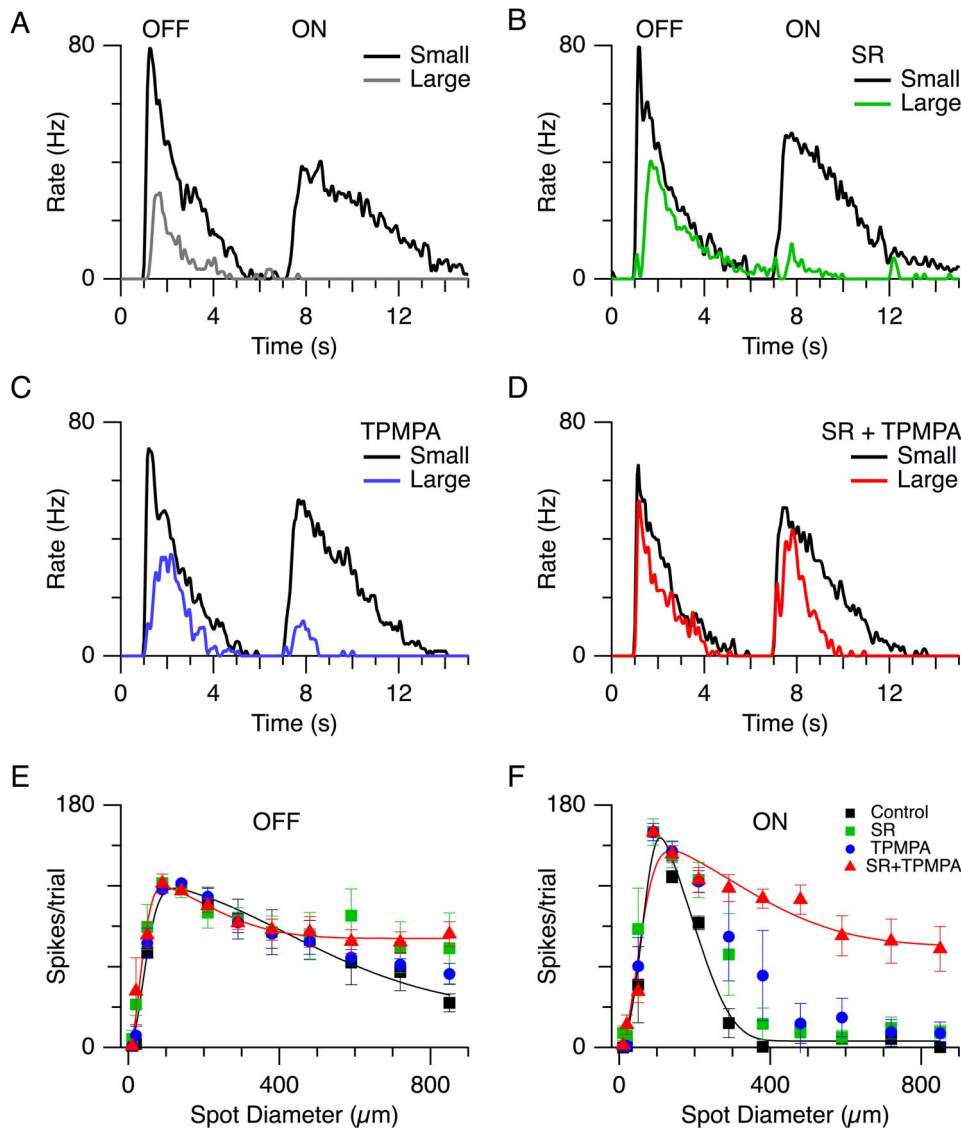 A
OFF
ON
80
Small
Large
Rate (Hz)
0
0
4
8
12
Time (s)
B
OFF
ON
80
SR
Small
Large
Rate (Hz)
0
0
4
8
12
Time (s)
C
80
TPMPA
Small
Large
Rate (Hz)
0
0
4
8
12
Time (s)
D
80
SR + TPMPA
Small
Large
Rate (Hz)
0
0
4
8
12
Time (s)
E
180
OFF
Spikes/trial
0
0
400
800
Spot Diameter (µm)
F
180
ON
Control
SR
TPMPA
SR+TPMPA
Spikes/trial
0
0
400
800
Spot Diameter (µm)